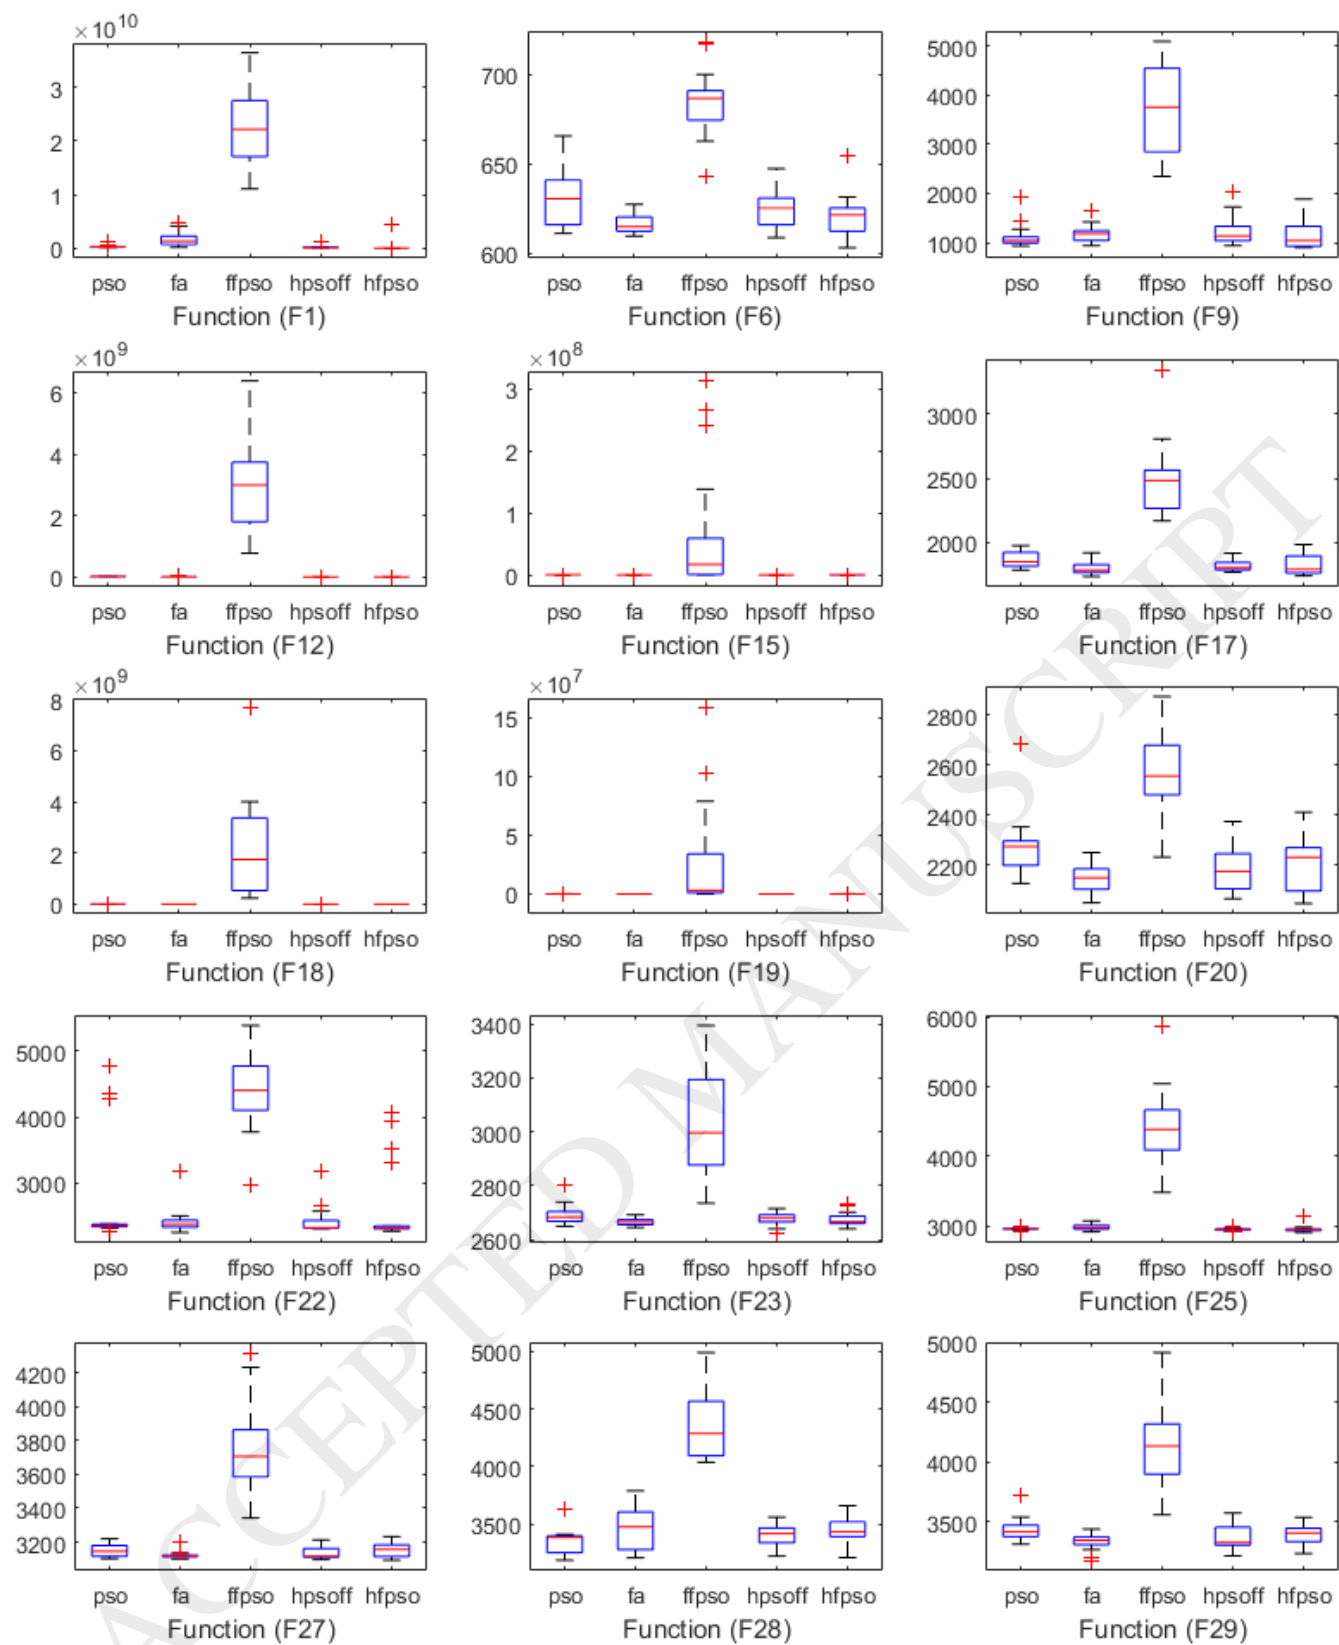 ×10^10
3
2
1
0
pso fa ffpso hpsoff hfpso
Function (F1)
700
650
600
pso fa ffpso hpsoff hfpso
Function (F6)
5000
4000
3000
2000
1000
pso fa ffpso hpsoff hfpso
Function (F9)
×10^9
6
4
2
0
pso fa ffpso hpsoff hfpso
Function (F12)
×10^8
3
2
1
0
pso fa ffpso hpsoff hfpso
Function (F15)
3000
2500
2000
pso fa ffpso hpsoff hfpso
Function (F17)
×10^9
8
6
4
2
0
pso fa ffpso hpsoff hfpso
Function (F18)
×10^7
15
10
5
0
pso fa ffpso hpsoff hfpso
Function (F19)
2800
2600
2400
2200
pso fa ffpso hpsoff hfpso
Function (F20)
5000
4000
3000
pso fa ffpso hpsoff hfpso
Function (F22)
3400
3200
3000
2800
2600
pso fa ffpso hpsoff hfpso
Function (F23)
6000
5000
4000
3000
pso fa ffpso hpsoff hfpso
Function (F25)
4200
4000
3800
3600
3400
3200
pso fa ffpso hpsoff hfpso
Function (F27)
5000
4500
4000
3500
pso fa ffpso hpsoff hfpso
Function (F28)
5000
4500
4000
3500
pso fa ffpso hpsoff hfpso
Function (F29)
ACCEPTED MANUSCRIPT